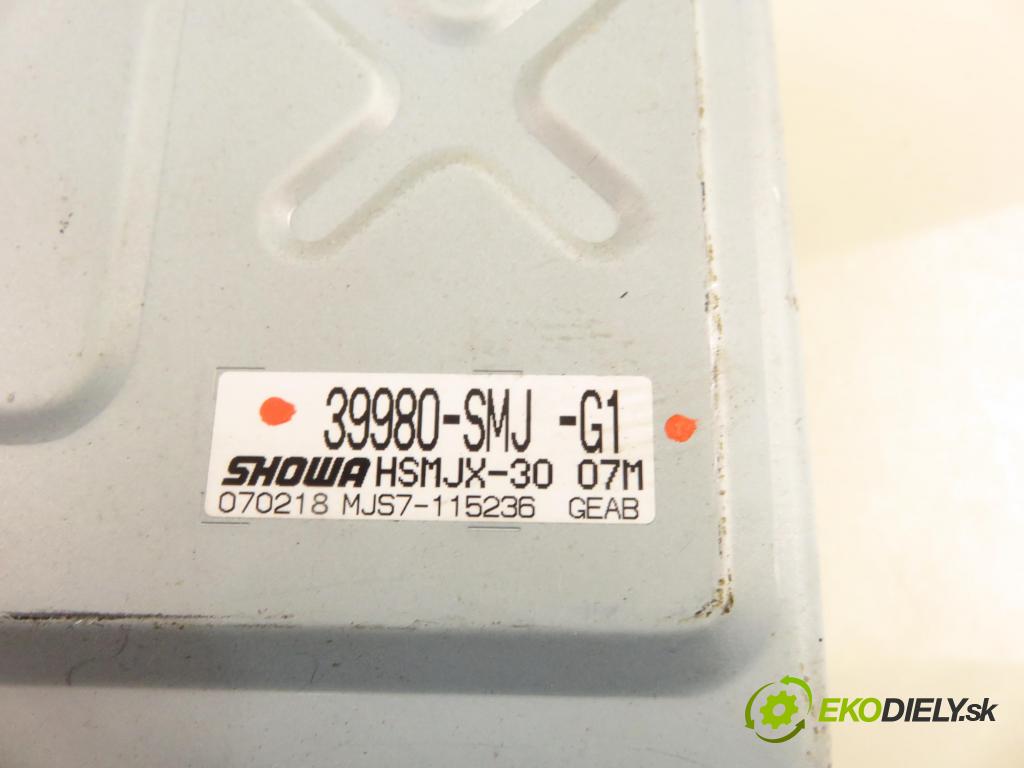 39980-SMJ -G1
SHOWA HSMJX-30 07M
070218 MJS7-115236 GEAB
EKODIELY.sk